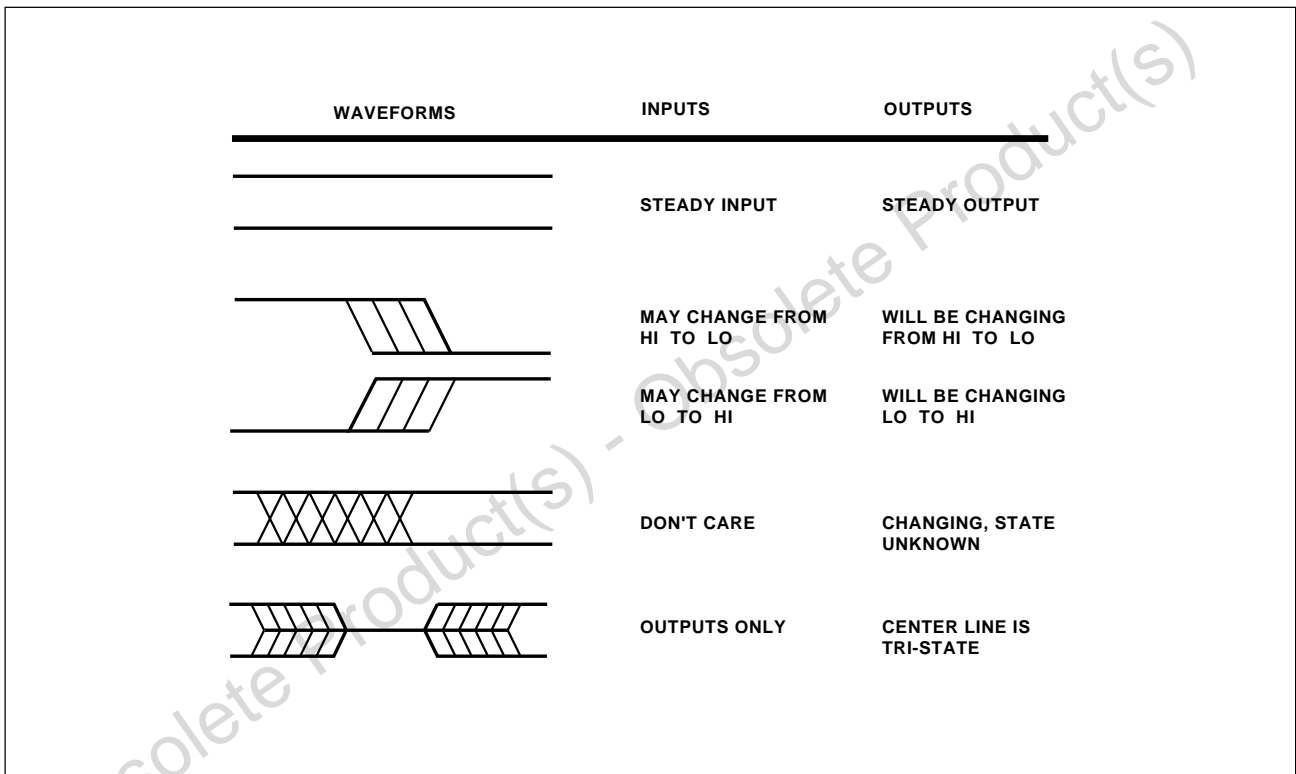 WAVEFORMS INPUTS OUTPUTS
STEADY INPUT STEADY OUTPUT
MAY CHANGE FROM WILL BE CHANGING
HI TO LO FROM HI TO LO
MAY CHANGE FROM WILL BE CHANGING
LO TO HI LO TO HI
DON'T CARE CHANGING, STATE
UNKNOWN
OUTPUTS ONLY CENTER LINE IS
TRI-STATE
solete Product(s) - Obsolete Product(s)